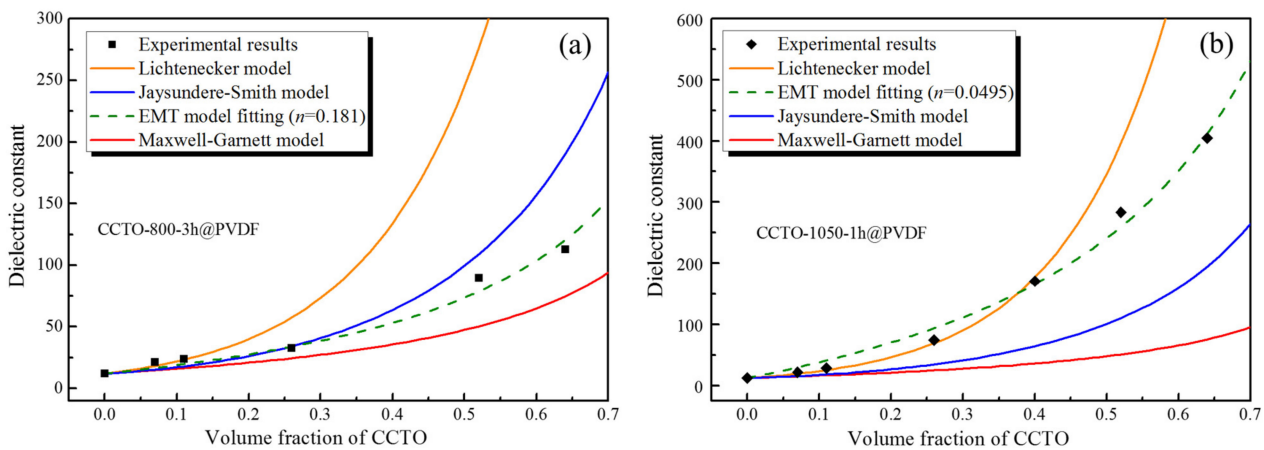 300
250
200
150
100
50
0
Dielectric constant
Experimental results
Lichtenecker model
Jaysundere-Smith model
EMT model fitting (n=0.181)
Maxwell-Garnett model
(a)
CCTO-800-3h@PVDF
0.0 0.1 0.2 0.3 0.4 0.5 0.6 0.7
Volume fraction of CCTO
600
500
400
300
200
100
0
Dielectric constant
Experimental results
Lichtenecker model
EMT model fitting (n=0.0495)
Jaysundere-Smith model
Maxwell-Garnett model
(b)
CCTO-1050-1h@PVDF
0.0 0.1 0.2 0.3 0.4 0.5 0.6 0.7
Volume fraction of CCTO